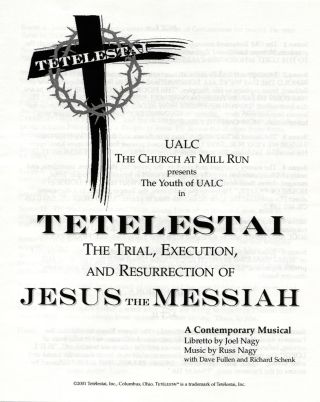 TETELESTAI
UALC
THE CHURCH AT MILL RUN
presents
The Youth of UALC
in
TETELESTAI
THE TRIAL, EXECUTION,
AND RESURRECTION OF
JESUS THE MESSIAH
A Contemporary Musical
Libretto by Joel Nagy
Music by Russ Nagy
with Dave Fullen and Richard Schenk
©2001 Tetelestai, Inc., Columbus, Ohio. TETELESTAI™ is a trademark of Tetelestai, Inc.